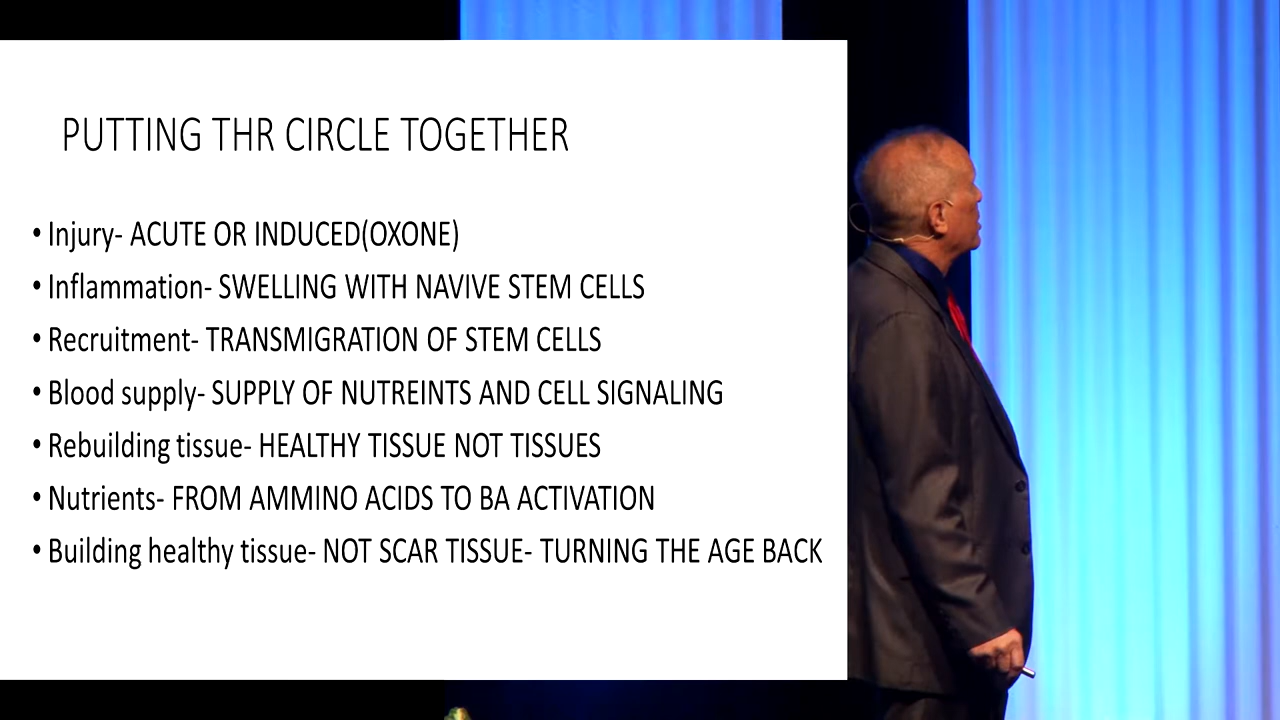 PUTTING THR CIRCLE TOGETHER
• Injury- ACUTE OR INDUCED(OXONE)
• Inflammation- SWELLING WITH NAVIVE STEM CELLS
• Recruitment- TRANSMIGRATION OF STEM CELLS
• Blood supply- SUPPLY OF NUTREINTS AND CELL SIGNALING
• Rebuilding tissue- HEALTHY TISSUE NOT TISSUES
• Nutrients- FROM AMMINO ACIDS TO BA ACTIVATION
• Building healthy tissue- NOT SCAR TISSUE- TURNING THE AGE BACK